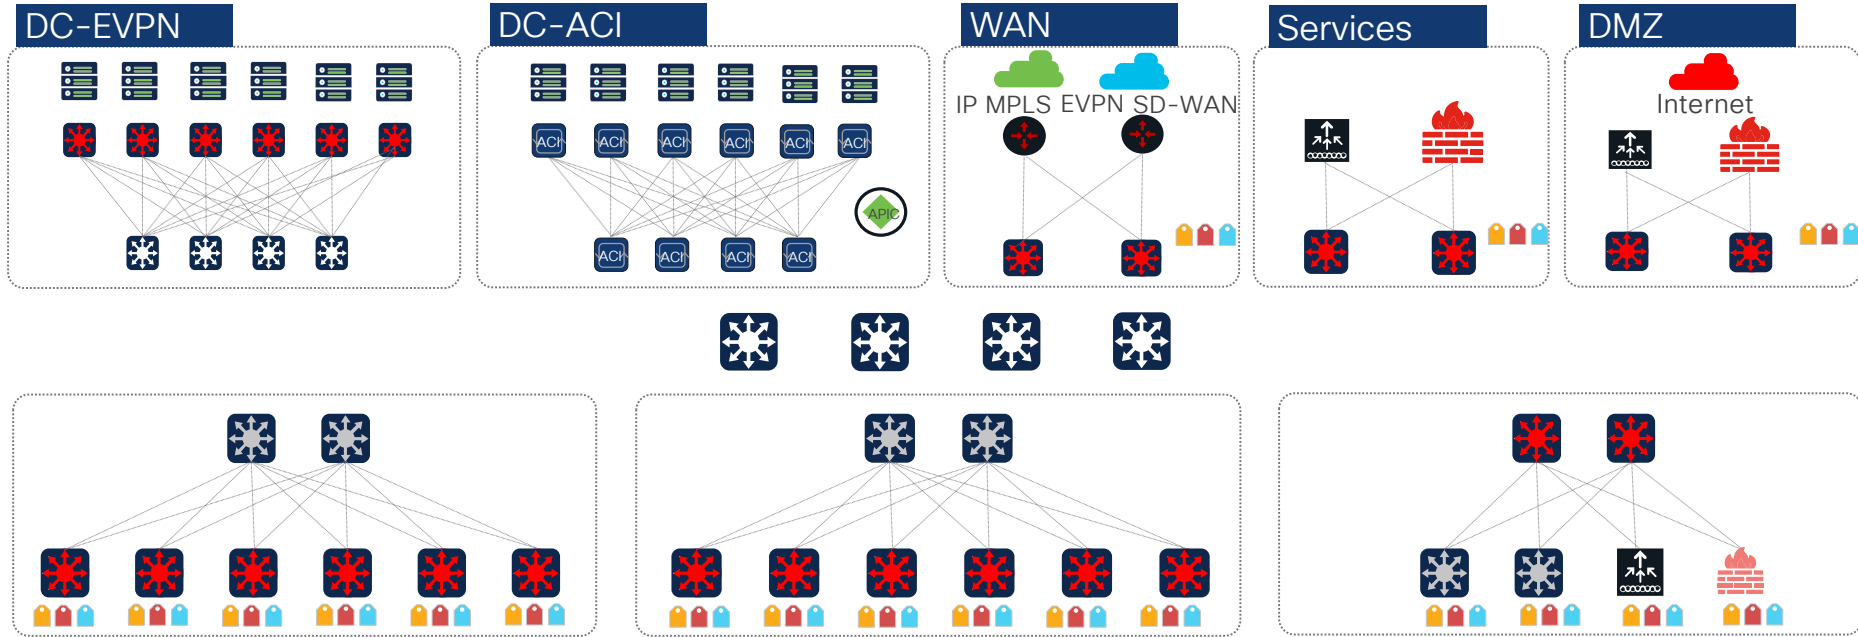 DC-EVPN
DC-ACI
WAN
Services
DMZ
IP MPLS EVPN SD-WAN
Internet
ACI ACI ACI ACI ACI ACI
APIC
ACI ACI ACI ACI